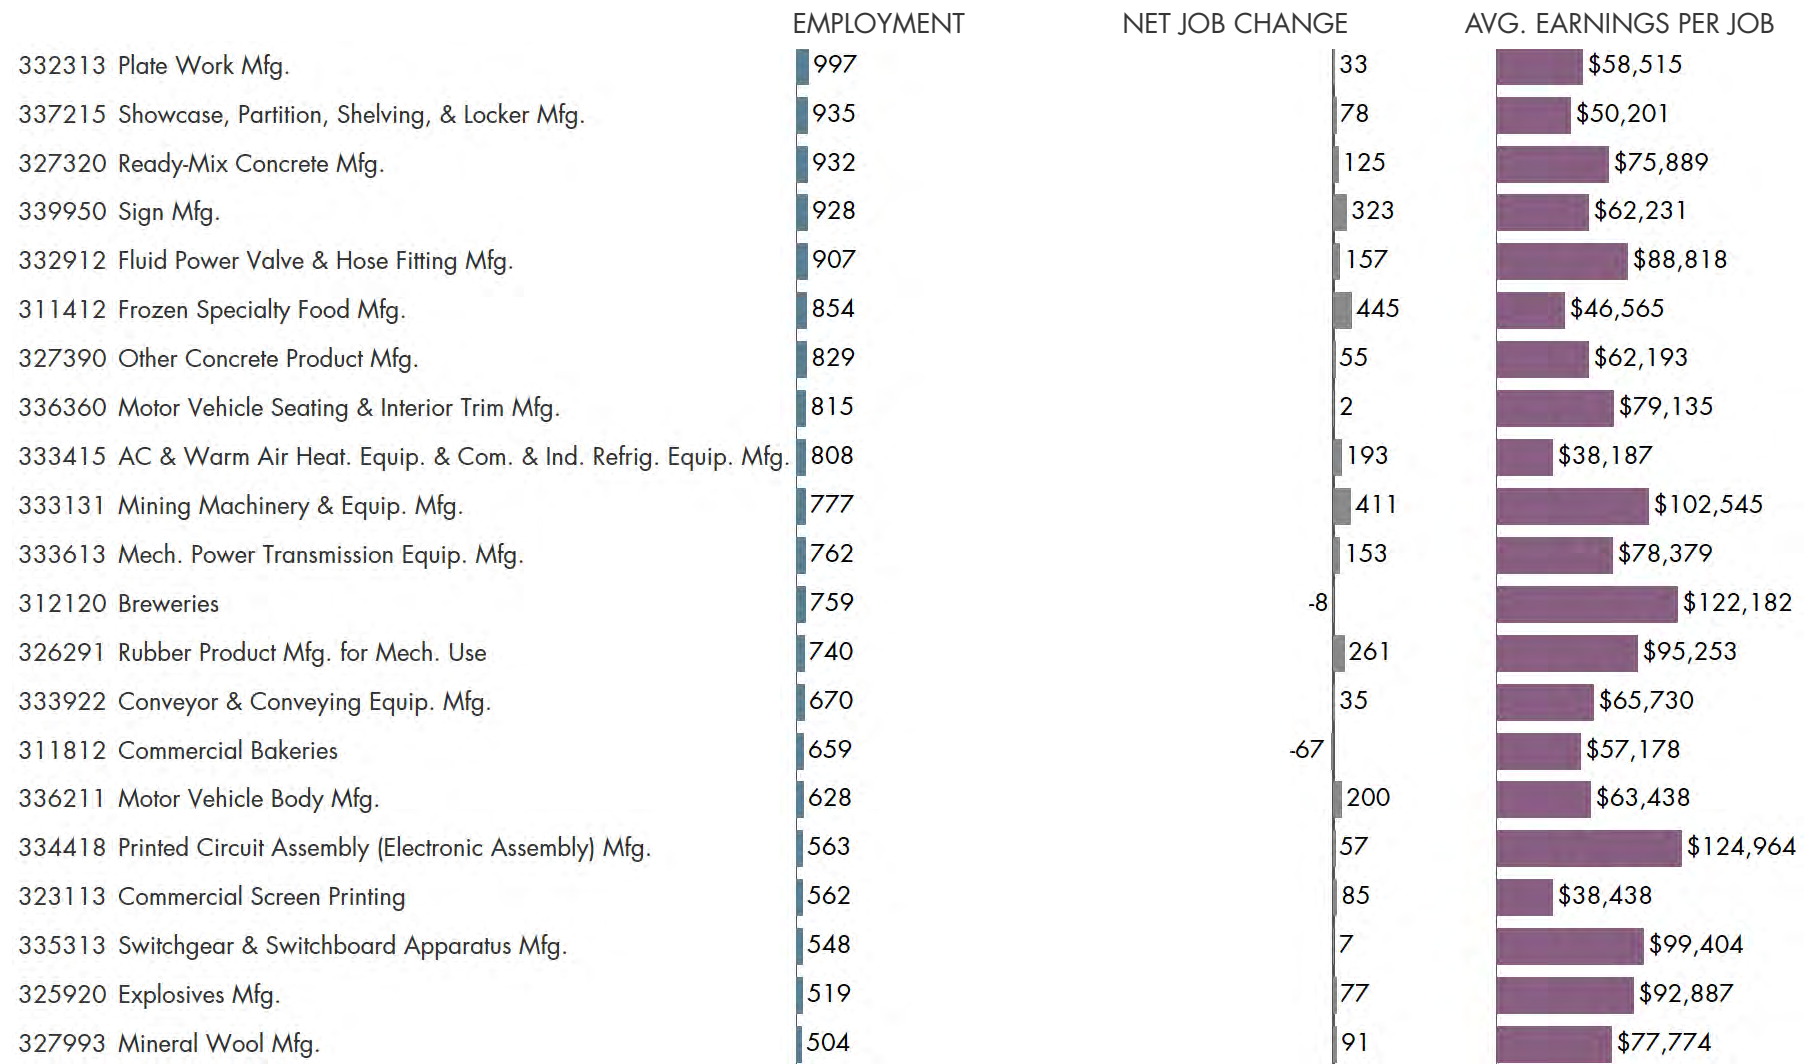 EMPLOYMENT NET JOB CHANGE AVG. EARNINGS PER JOB
332313 Plate Work Mfg. 997 33 $58,515
337215 Showcase, Partition, Shelving, & Locker Mfg. 935 78 $50,201
327320 Ready-Mix Concrete Mfg. 932 125 $75,889
339950 Sign Mfg. 928 323 $62,231
332912 Fluid Power Valve & Hose Fitting Mfg. 907 157 $88,818
311412 Frozen Specialty Food Mfg. 854 445 $46,565
327390 Other Concrete Product Mfg. 829 55 $62,193
336360 Motor Vehicle Seating & Interior Trim Mfg. 815 2 $79,135
333415 AC & Warm Air Heat. Equip. & Com. & Ind. Refrig. Equip. Mfg. 808 193 $38,187
333131 Mining Machinery & Equip. Mfg. 777 411 $102,545
333613 Mech. Power Transmission Equip. Mfg. 762 153 $78,379
312120 Breweries 759 -8 $122,182
326291 Rubber Product Mfg. for Mech. Use 740 261 $95,253
333922 Conveyor & Conveying Equip. Mfg. 670 35 $65,730
311812 Commercial Bakeries 659 -67 $57,178
336211 Motor Vehicle Body Mfg. 628 200 $63,438
334418 Printed Circuit Assembly (Electronic Assembly) Mfg. 563 57 $124,964
323113 Commercial Screen Printing 562 85 $38,438
335313 Switchgear & Switchboard Apparatus Mfg. 548 7 $99,404
325920 Explosives Mfg. 519 77 $92,887
327993 Mineral Wool Mfg. 504 91 $77,774